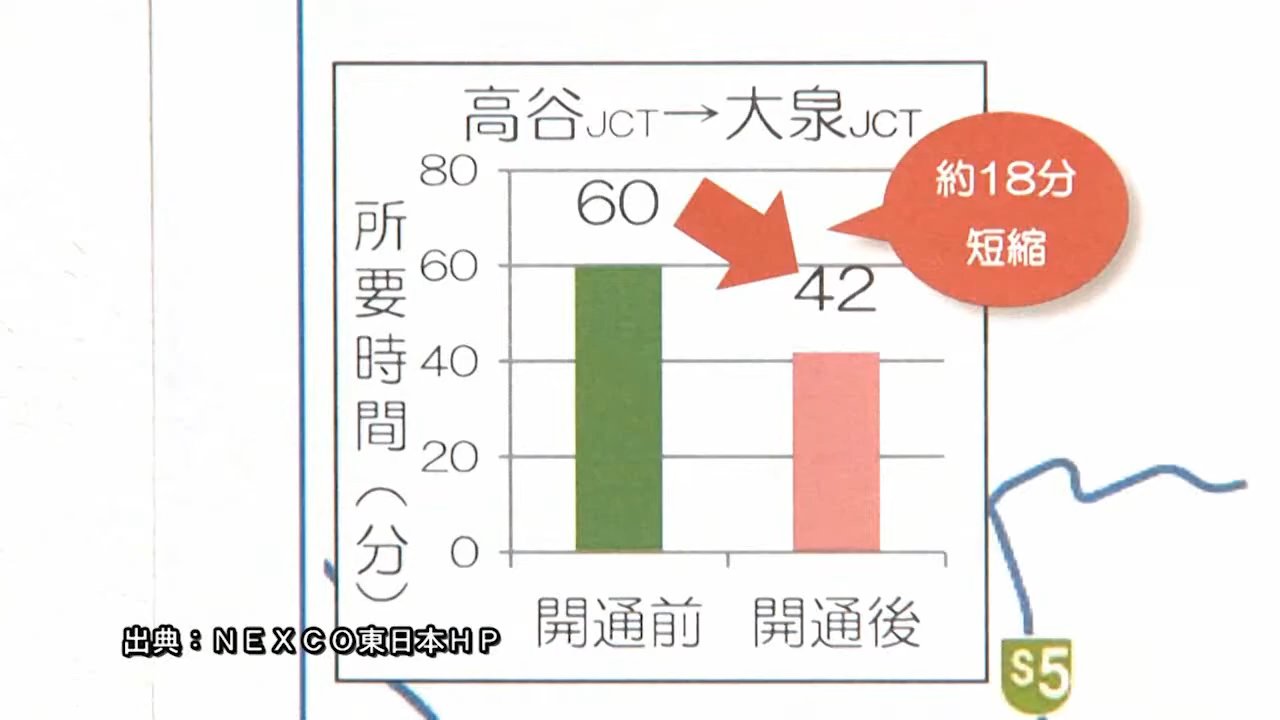 高谷JCT→大泉JCT
約18分
短縮
所要時間(分)
80
60
40
20
0
60
42
開通前
開通後
出典：ＮＥＸＣＯ東日本ＨＰ
S5